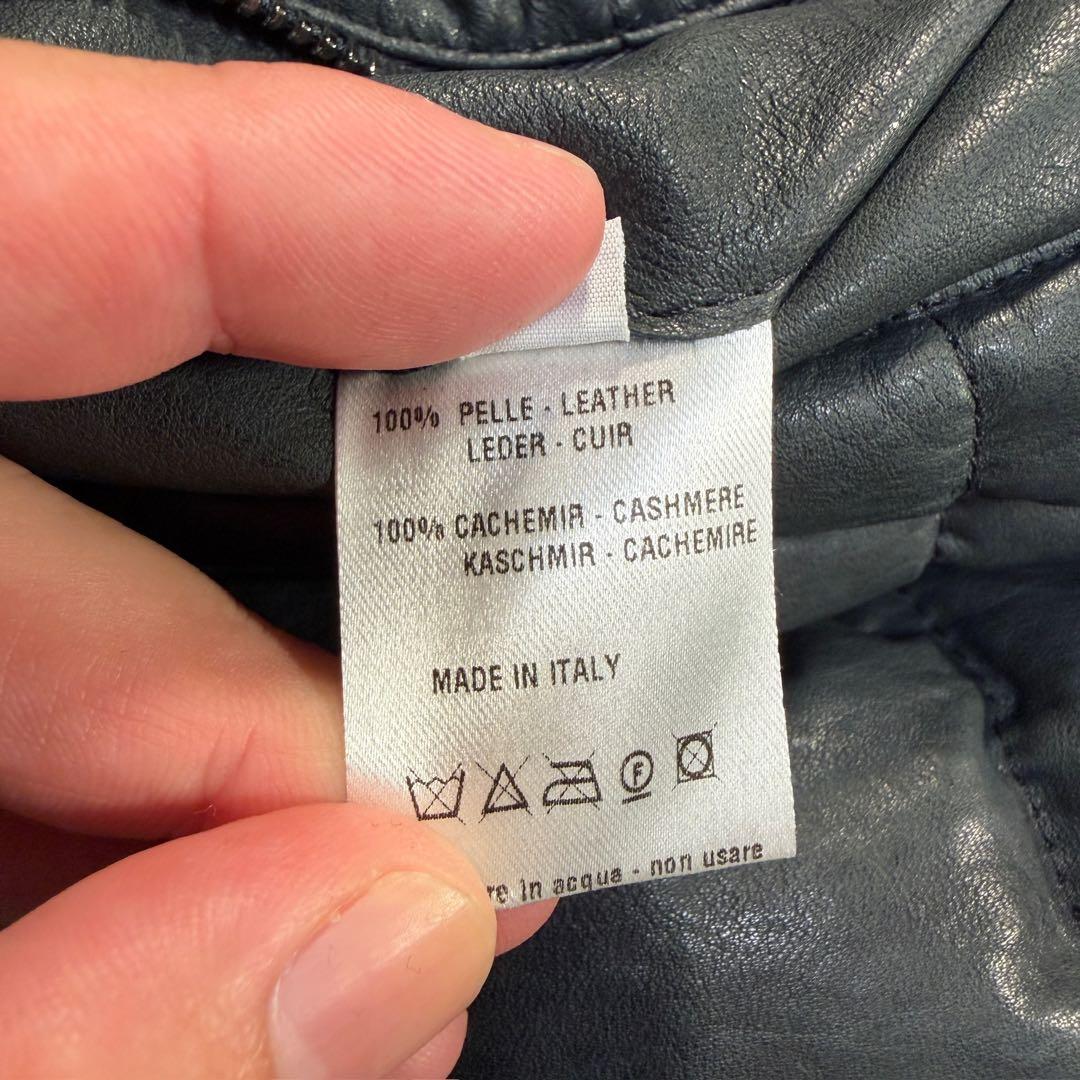 100% PELLE - LEATHER
LEDER - CUIR
100% CACHEMIR - CASHMERE
KASCHMIR - CACHEMIRE
MADE IN ITALY
F
in acqua - non usare